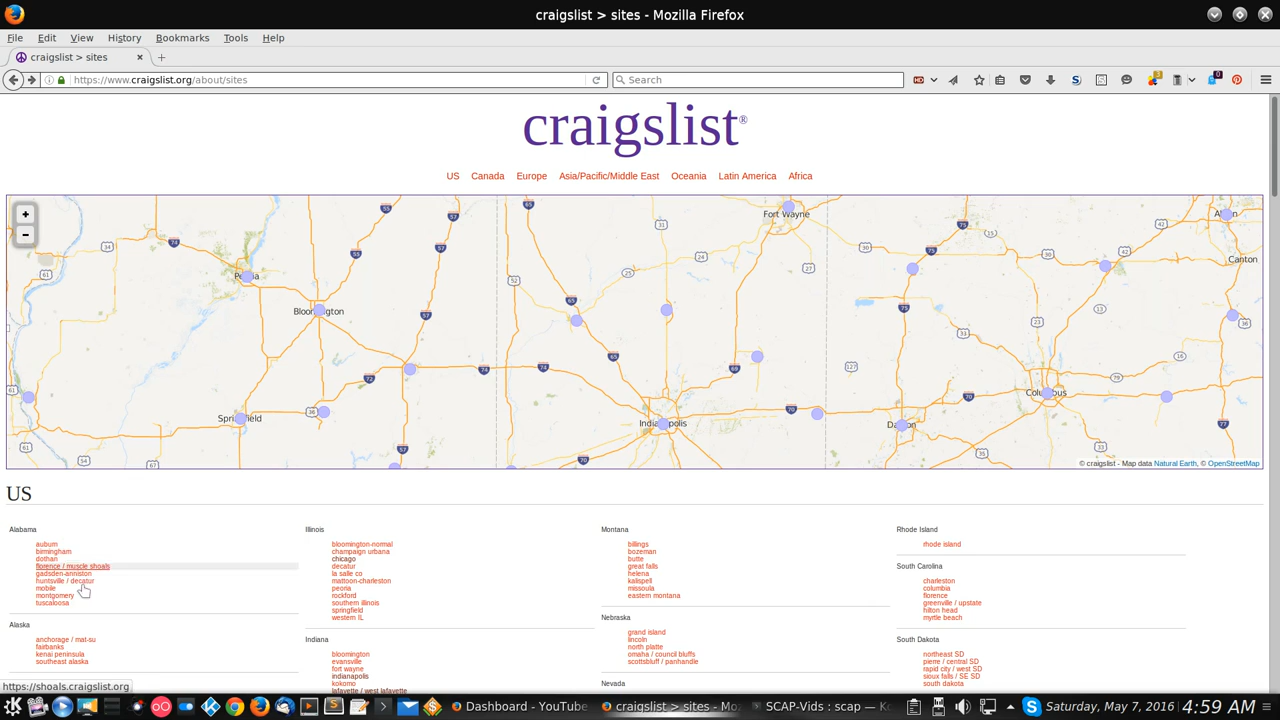 craigslist > sites - Mozilla Firefox
File Edit View History Bookmarks Tools Help
craigslist > sites
https://www.craigslist.org/about/sites
Search
craigslist®
US Canada Europe Asia/Pacific/Middle East Oceania Latin America Africa
Fort Wayne
Canton
Bloomington
Springfield
Indianapolis
Dayton
Columbus
© craigslist - Map data Natural Earth, © OpenStreetMap
US
Alabama
auburn
birmingham
dothan
florence / muscle shoals
gadsden-anniston
huntsville / decatur
mobile
montgomery
tuscaloosa
Alaska
anchorage / mat-su
fairbanks
kenai peninsula
southeast alaska
Illinois
bloomington-normal
champaign urbana
chicago
decatur
la salle co
mattoon-charleston
peoria
rockford
southern illinois
springfield
western IL
Indiana
bloomington
evansville
fort wayne
indianapolis
kokomo
lafayette / west lafayette
Montana
billings
bozeman
butte
great falls
helena
kalispell
missoula
eastern montana
Nebraska
grand island
lincoln
north platte
omaha / council bluffs
scottsbluff / panhandle
Nevada
Rhode Island
rhode island
South Carolina
charleston
columbia
florence
greenville / upstate
hilton head
myrtle beach
South Dakota
northeast SD
pierre / central SD
rapid city / west SD
sioux falls / SE SD
south dakota
https://shoals.craigslist.org
Dashboard - YouTube
craigslist > sites - Mo
SCAP-Vids : scap — Ko
Saturday, May 7, 2016 4:59 AM